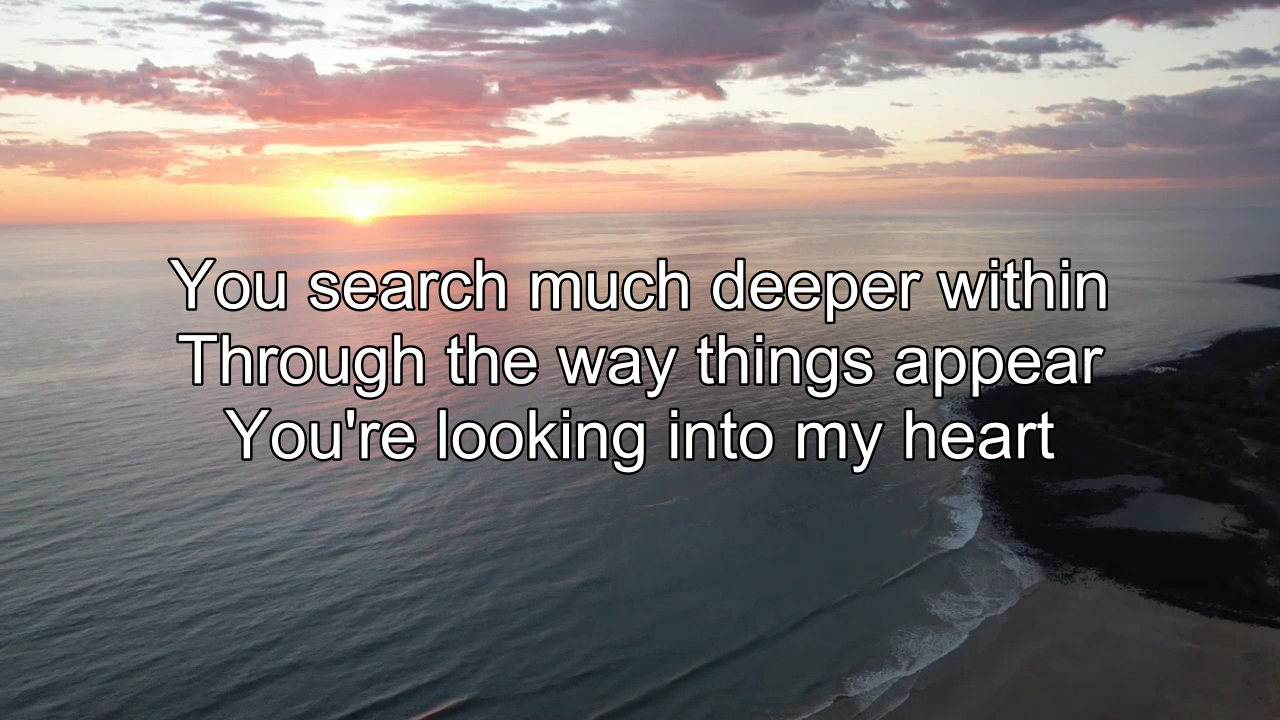 You search much deeper within
Through the way things appear
You're looking into my heart